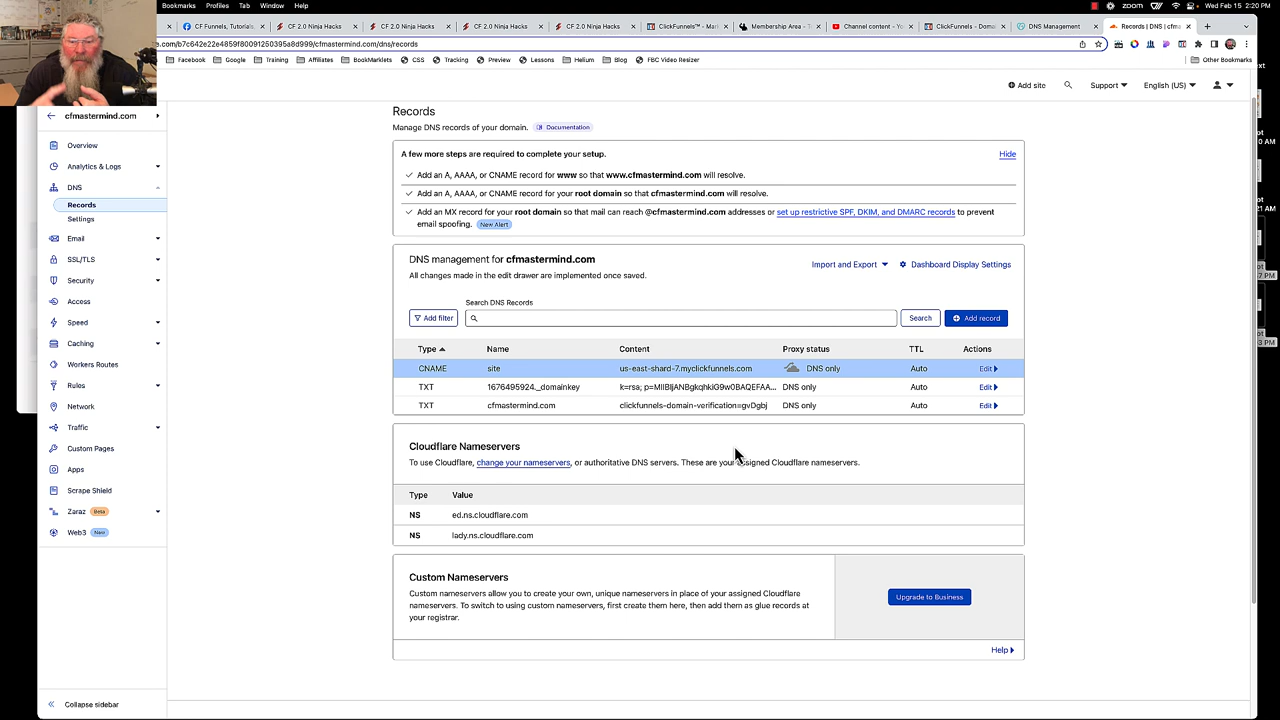 Bookmarks Profiles Tab Window Help
zoom
Wed Feb 15 2:20 PM
CF Funnels, Tutorials.
CF 2.0 Ninja Hacks
CF 2.0 Ninja Hacks
CF 2.0 Ninja Hacks
CF 2.0 Ninja Hacks
ClickFunnels™ - Ma
Membership Area - T
Channel content - Yo
ClickFunnels - Doma
DNS Management
Records | DNS | cfm
e.com/b7c642e22e4859f80091250395a8d999/cfmastermind.com/dns/records
Facebook Google Training Affiliates BookMarklets CSS Tracking Preview Lessons Helium Blog FBC Video Resizer Other Bookmarks
Add site
Support
English (US)
cfmastermind.com
Overview
Analytics & Logs
DNS
Records
Settings
Email
SSL/TLS
Security
Access
Speed
Caching
Workers Routes
Rules
Network
Traffic
Custom Pages
Apps
Scrape Shield
Zaraz Beta
Web3 New
Collapse sidebar
Records
Manage DNS records of your domain. Documentation
A few more steps are required to complete your setup.
Hide
Add an A, AAAA, or CNAME record for www so that www.cfmastermind.com will resolve.
Add an A, AAAA, or CNAME record for your root domain so that cfmastermind.com will resolve.
Add an MX record for your root domain so that mail can reach @cfmastermind.com addresses or set up restrictive SPF, DKIM, and DMARC records to prevent
email spoofing. New Alert
DNS management for cfmastermind.com
All changes made in the edit drawer are implemented once saved.
Import and Export
Dashboard Display Settings
Search DNS Records
Add filter
Search
Add record
Type Name Content Proxy status TTL Actions
CNAME site us-east-shard-7.myclickfunnels.com DNS only Auto Edit
TXT 1676495924._domainkey k=rsa; p=MIIBIjANBgkqhkiG9w0BAQEFAA... DNS only Auto Edit
TXT cfmastermind.com clickfunnels-domain-verification=gvDgbj DNS only Auto Edit
Cloudflare Nameservers
To use Cloudflare, change your nameservers, or authoritative DNS servers. These are your assigned Cloudflare nameservers.
Type Value
NS ed.ns.cloudflare.com
NS lady.ns.cloudflare.com
Custom Nameservers
Custom nameservers allow you to create your own, unique nameservers in place of your assigned Cloudflare
nameservers. To switch to using custom nameservers, first create them here, then add them as glue records at
your registrar.
Upgrade to Business
Help